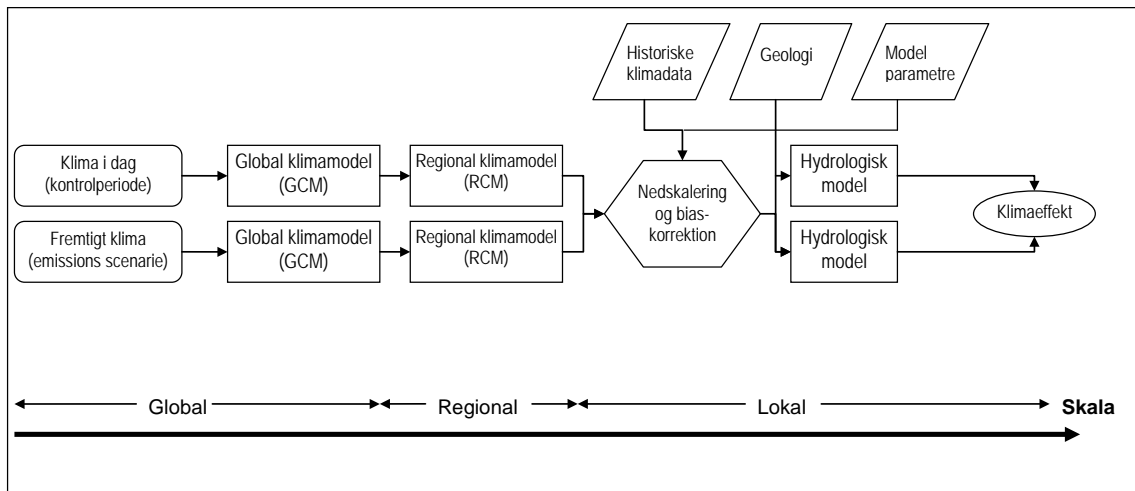 Historiske
klimadata
Geologi
Model
parametre
Klima i dag
(kontrolperiode)
Global klimamodel
(GCM)
Regional klimamodel
(RCM)
Nedskalering
og bias-
korrektion
Hydrologisk
model
Klimaeffekt
Fremtigt klima
(emissions scenarie)
Global klimamodel
(GCM)
Regional klimamodel
(RCM)
Hydrologisk
model
Global
Regional
Lokal
Skala